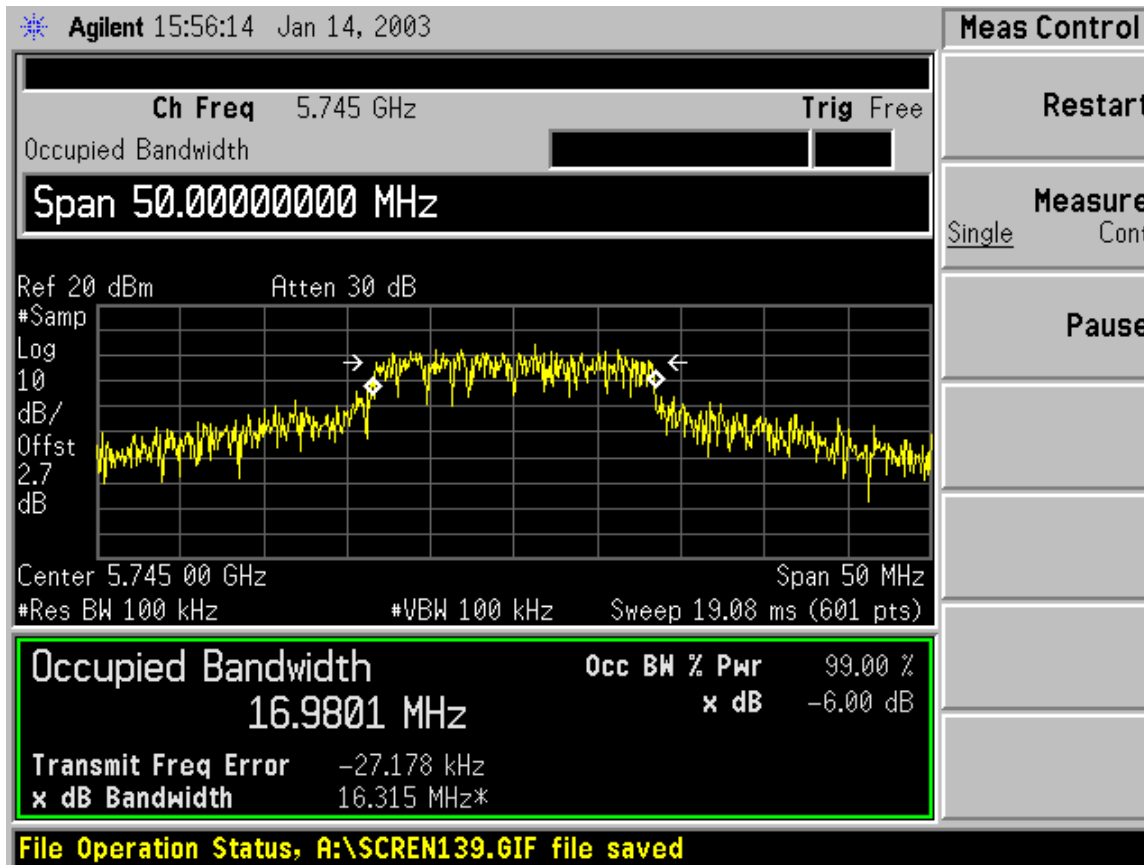 Agilent 15:56:14 Jan 14, 2003
Meas Control
Ch Freq 5.745 GHz
Trig Free
Occupied Bandwidth
Restart
Span 50.00000000 MHz
Measure
Single Cont
Ref 20 dBm Atten 30 dB
#Samp
Log
10
dB/
Offst
2.7
dB
Pause
Center 5.745 00 GHz Span 50 MHz
#Res BW 100 kHz #VBW 100 kHz Sweep 19.08 ms (601 pts)
Occupied Bandwidth
16.9801 MHz
Occ BW % Pwr 99.00 %
x dB -6.00 dB
Transmit Freq Error -27.178 kHz
x dB Bandwidth 16.315 MHz*
File Operation Status, A:\SCREN139.GIF file saved